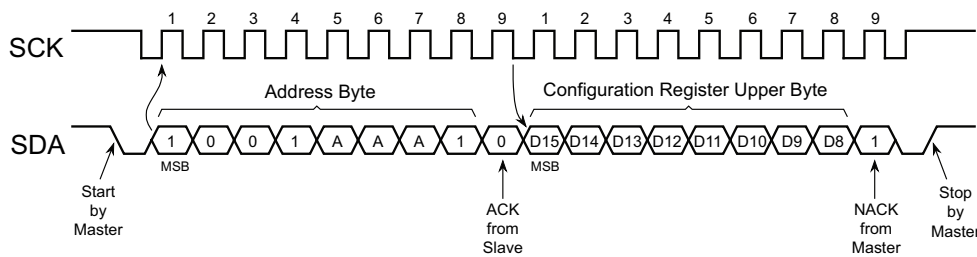 1 2 3 4 5 6 7 8 9 1 2 3 4 5 6 7 8 9
SCK
Address Byte Configuration Register Upper Byte
SDA 1 0 0 1 A A A 1 0 D15 D14 D13 D12 D11 D10 D9 D8 1
MSB MSB
Start
by
Master
ACK
from
Slave
NACK
from
Master
Stop
by
Master